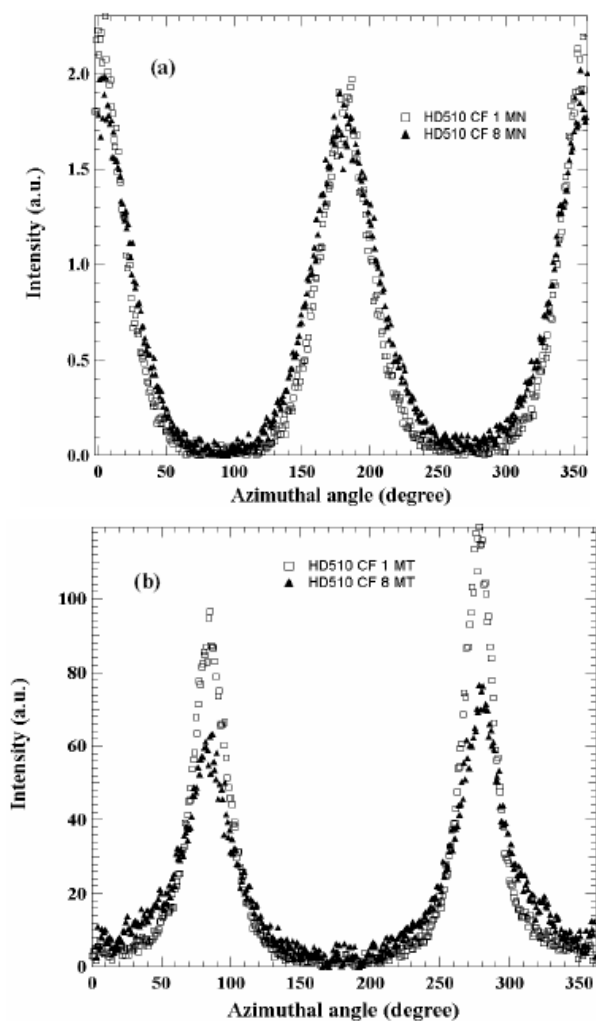 (a)
HD510 CF 1 MN
HD510 CF 8 MN
Intensity (a.u.)
2.0
1.5
1.0
0.5
0.0
0 50 100 150 200 250 300 350
Azimuthal angle (degree)
(b)
HD510 CF 1 MT
HD510 CF 8 MT
Intensity (a.u.)
100
80
60
40
20
0
0 50 100 150 200 250 300 350
Azimuthal angle (degree)